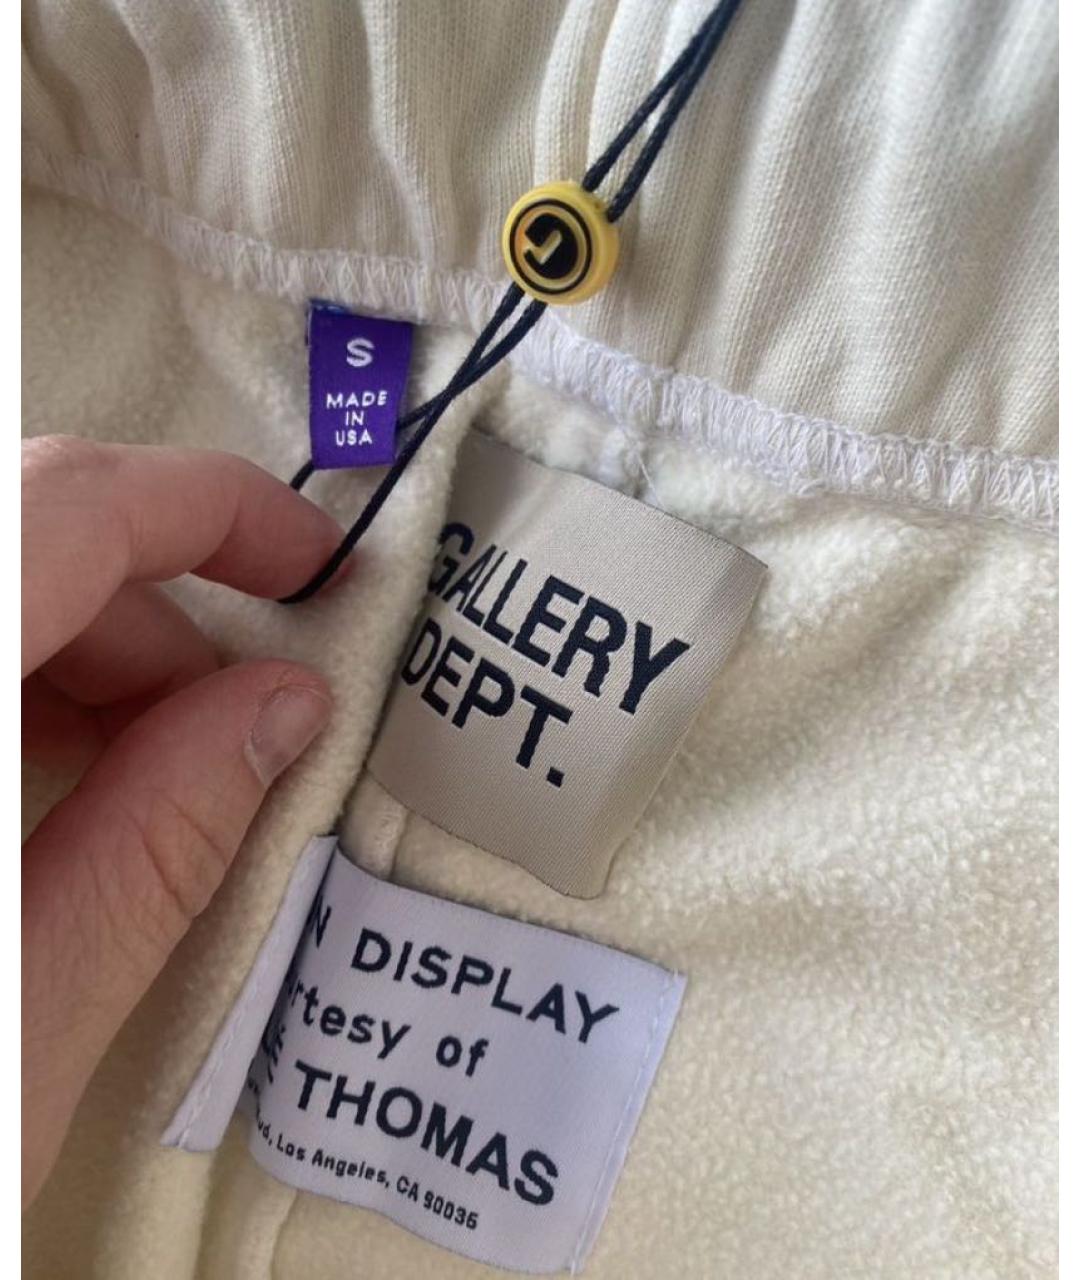 G
S
MADE
IN
USA
GALLERY
DEPT.
N DISPLAY
rtesy of
E THOMAS
Los Angeles, CA 90036